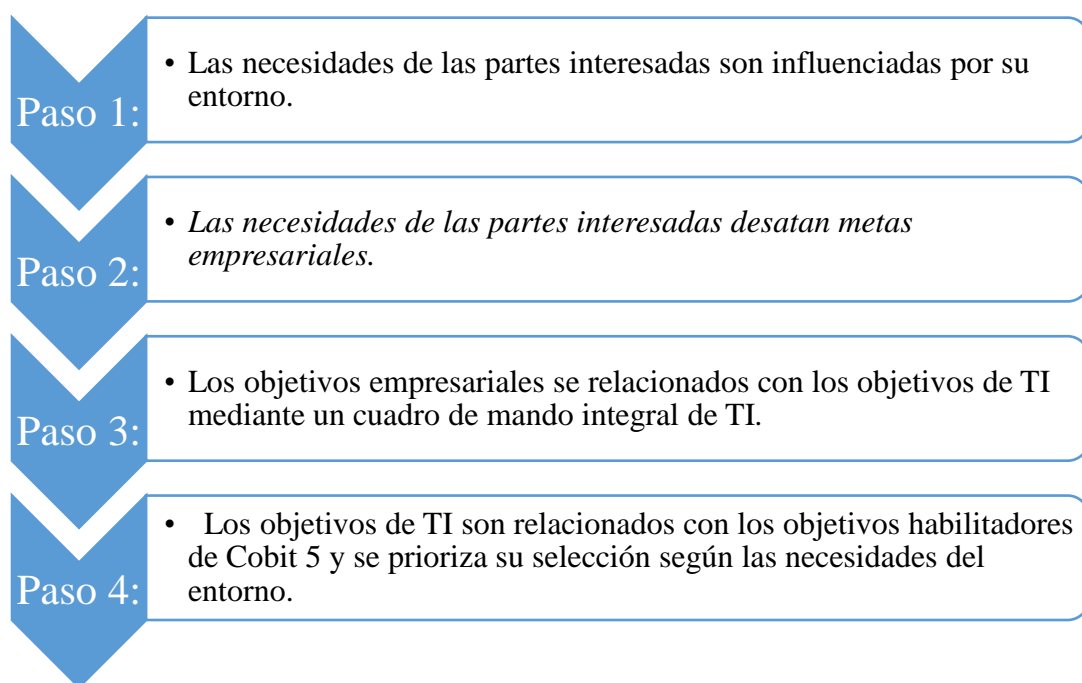 Paso 1:
• Las necesidades de las partes interesadas son influenciadas por su
entorno.
Paso 2:
• Las necesidades de las partes interesadas desatan metas
empresariales.
Paso 3:
• Los objetivos empresariales se relacionados con los objetivos de TI
mediante un cuadro de mando integral de TI.
Paso 4:
• Los objetivos de TI son relacionados con los objetivos habilitadores
de Cobit 5 y se prioriza su selección según las necesidades del
entorno.